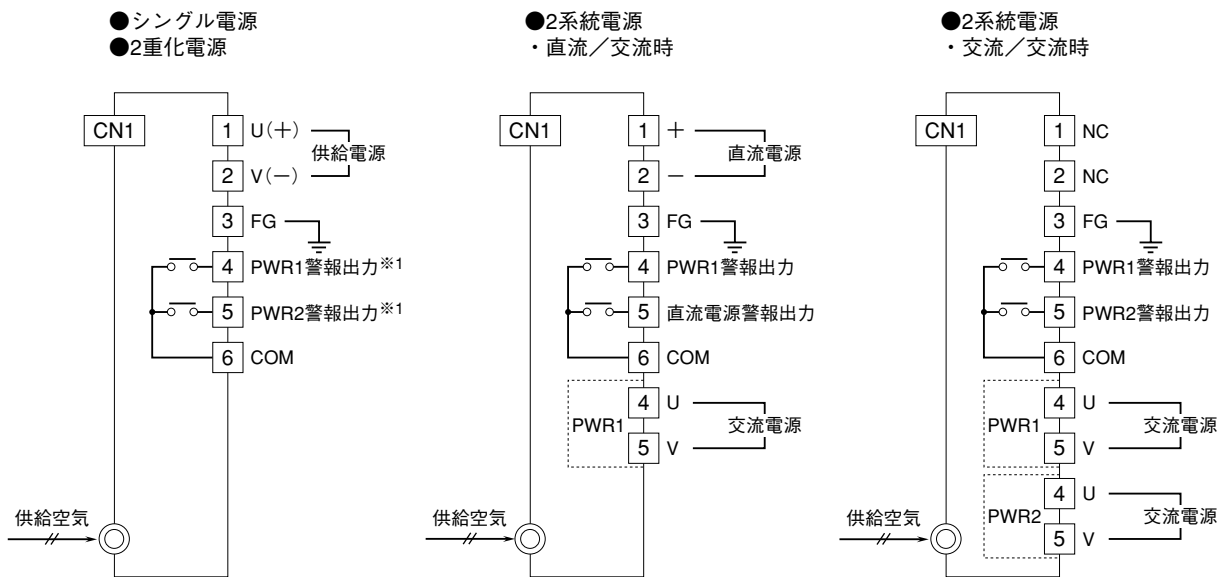 ●シングル電源
●2重化電源
CN1
1 U(＋)
供給電源
2 V(－)
3 FG
4 PWR1警報出力※1
5 PWR2警報出力※1
6 COM
供給空気
●2系統電源
・直流／交流時
CN1
1 ＋
直流電源
2 －
3 FG
4 PWR1警報出力
5 直流電源警報出力
6 COM
PWR1
4 U
交流電源
5 V
供給空気
●2系統電源
・交流／交流時
CN1
1 NC
2 NC
3 FG
4 PWR1警報出力
5 PWR2警報出力
6 COM
PWR1
4 U
交流電源
5 V
PWR2
4 U
交流電源
5 V
供給空気